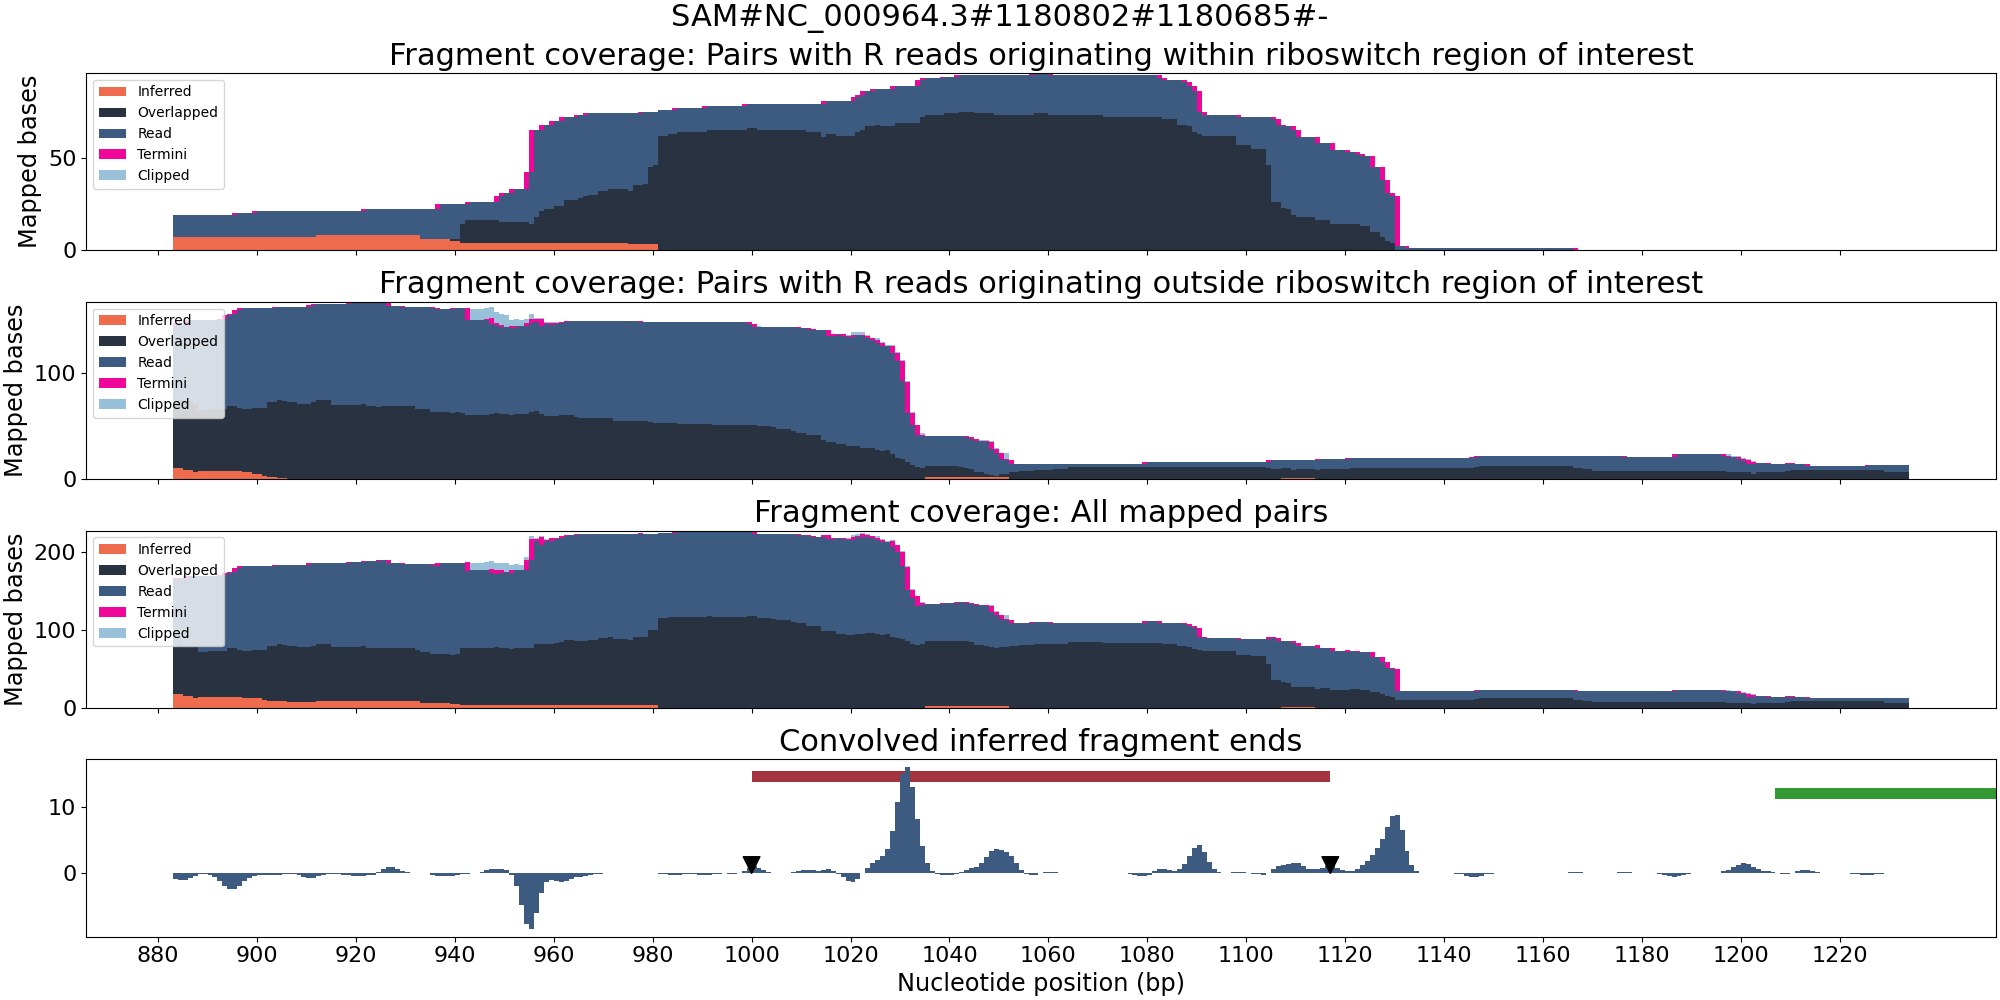 SAM#NC_000964.3#1180802#1180685#-
Fragment coverage: Pairs with R reads originating within riboswitch region of interest
Mapped bases
50
0
Inferred
Overlapped
Read
Termini
Clipped
Fragment coverage: Pairs with R reads originating outside riboswitch region of interest
Mapped bases
100
0
Inferred
Overlapped
Read
Termini
Clipped
Fragment coverage: All mapped pairs
Mapped bases
200
100
0
Inferred
Overlapped
Read
Termini
Clipped
Convolved inferred fragment ends
10
0
880 900 920 940 960 980 1000 1020 1040 1060 1080 1100 1120 1140 1160 1180 1200 1220
Nucleotide position (bp)